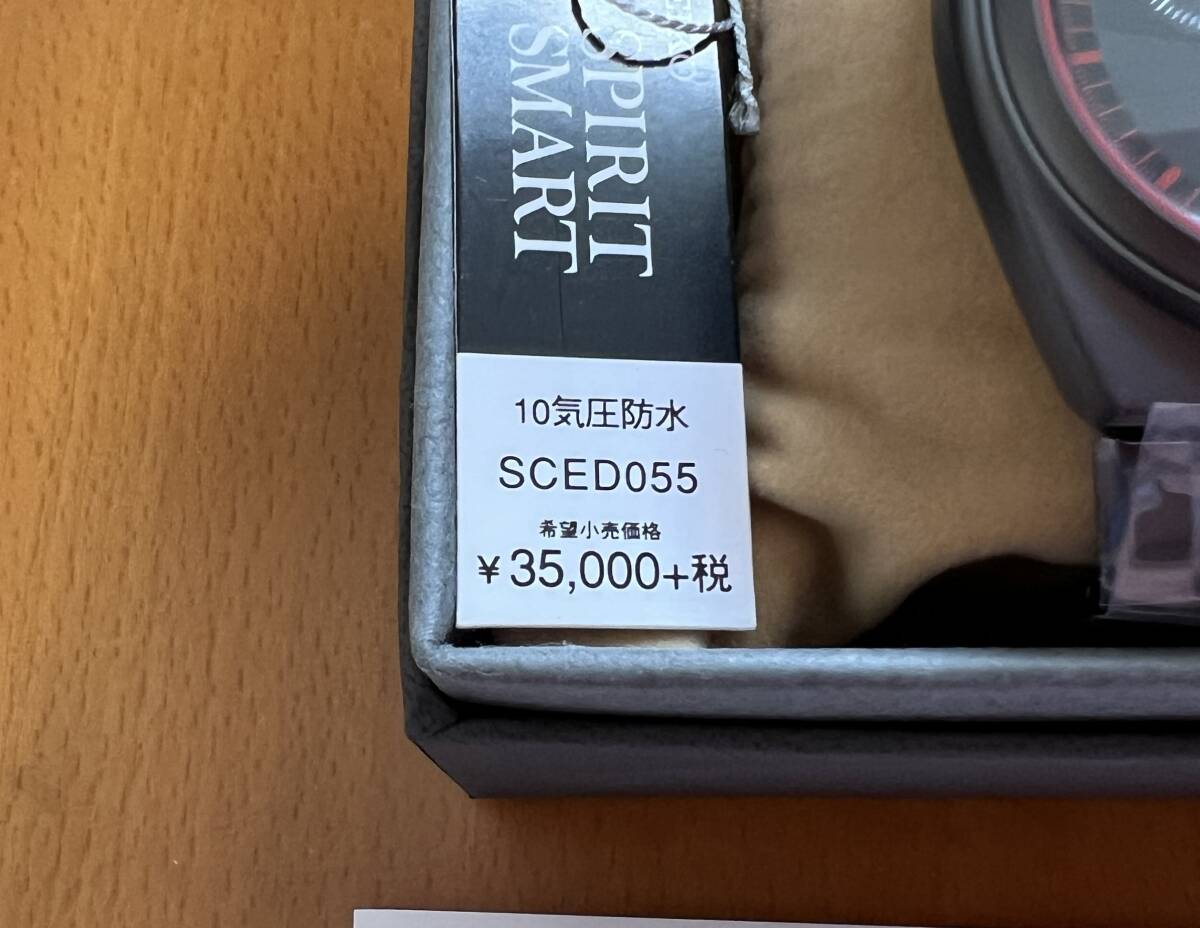 SPIRIT
SMART
10気圧防水
SCED055
希望小売価格
¥35,000+税